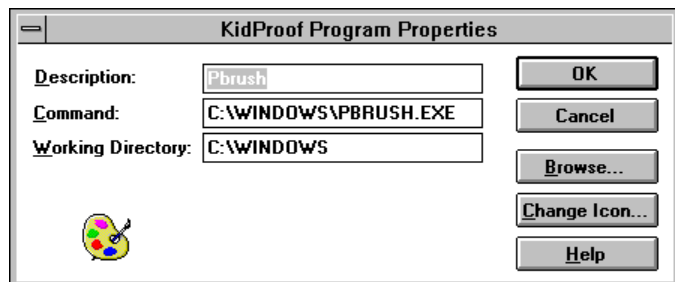 KidProof Program Properties
Description: Pbrush
Command: C:\WINDOWS\PBRUSH.EXE
Working Directory: C:\WINDOWS
OK
Cancel
Browse...
Change Icon...
Help